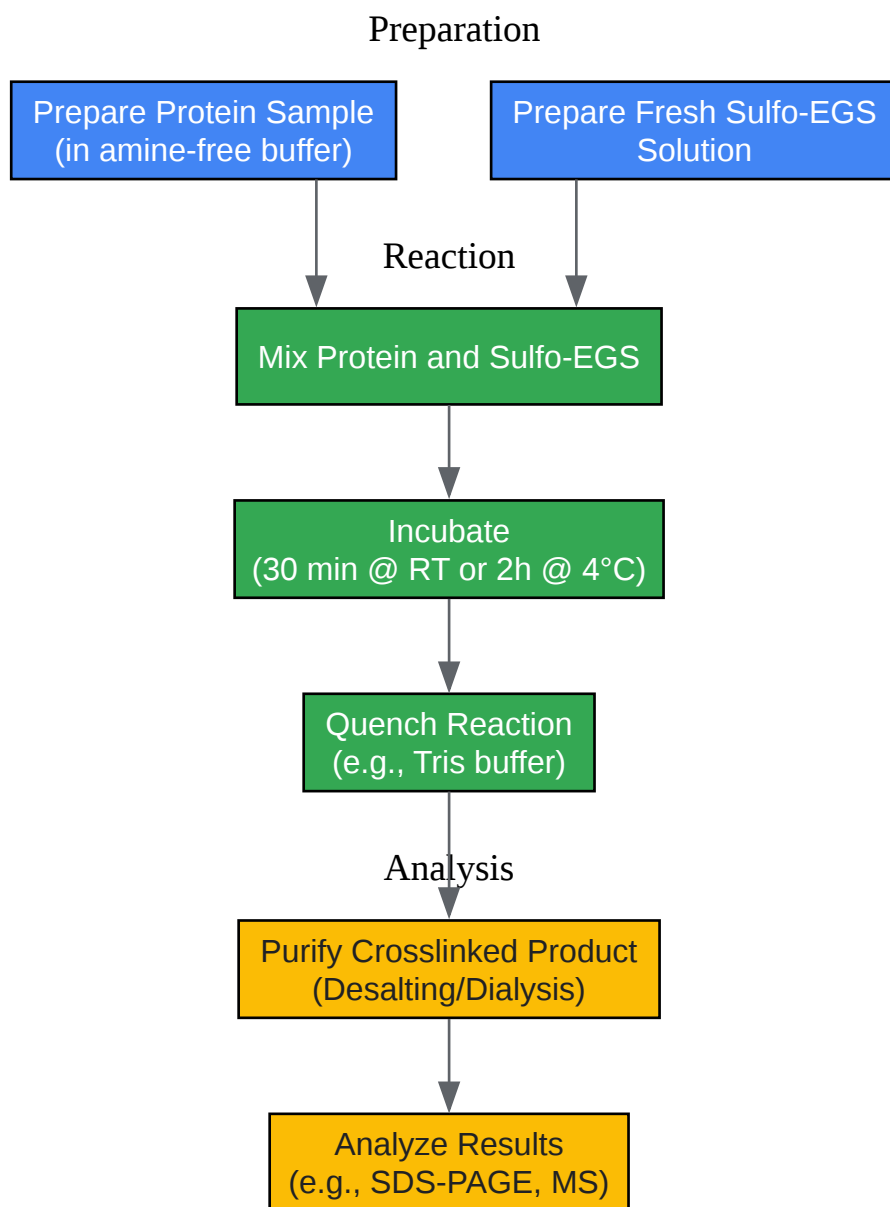 Preparation
Prepare Protein Sample
(in amine-free buffer)
Prepare Fresh Sulfo-EGS
Solution
Reaction
Mix Protein and Sulfo-EGS
Incubate
(30 min @ RT or 2h @ 4°C)
Quench Reaction
(e.g., Tris buffer)
Analysis
Purify Crosslinked Product
(Desalting/Dialysis)
Analyze Results
(e.g., SDS-PAGE, MS)